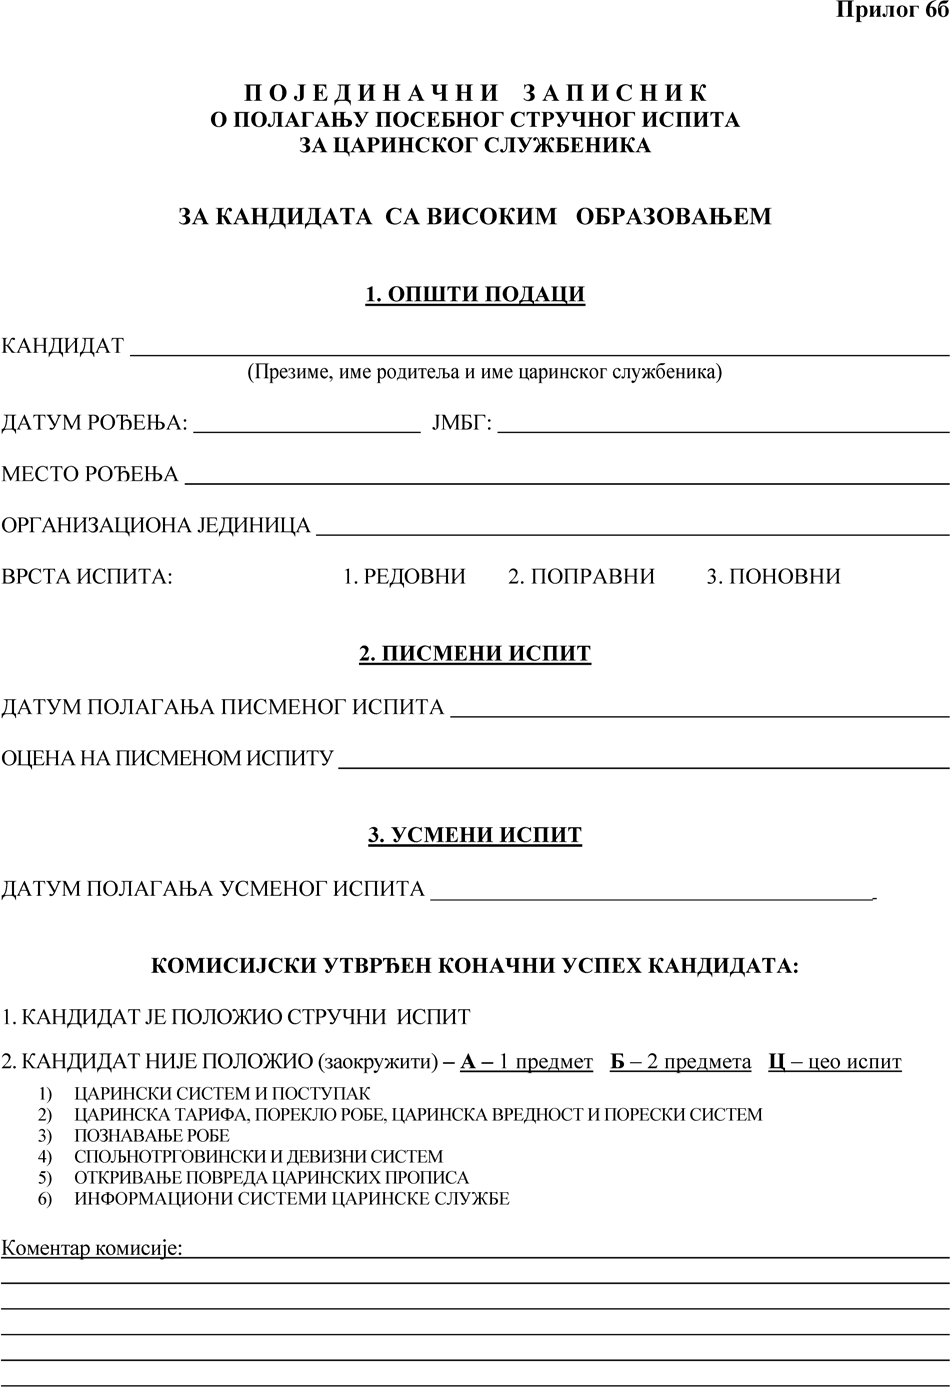 Прилог 6б
П О Ј Е Д И Н А Ч Н И З А П И С Н И К
О ПОЛАГАЊУ ПОСЕБНОГ СТРУЧНОГ ИСПИТА
ЗА ЦАРИНСКОГ СЛУЖБЕНИКА
ЗА КАНДИДАТА СА ВИСОКИМ ОБРАЗОВАЊЕМ
1. ОПШТИ ПОДАЦИ
КАНДИДАТ
(Презиме, име родитеља и име царинског службеника)
ДАТУМ РОЂЕЊА: ЈМБГ:
МЕСТО РОЂЕЊА
ОРГАНИЗАЦИОНА ЈЕДИНИЦА
ВРСТА ИСПИТА: 1. РЕДОВНИ 2. ПОПРАВНИ 3. ПОНОВНИ
2. ПИСМЕНИ ИСПИТ
ДАТУМ ПОЛАГАЊА ПИСМЕНОГ ИСПИТА
ОЦЕНА НА ПИСМЕНОМ ИСПИТУ
3. УСМЕНИ ИСПИТ
ДАТУМ ПОЛАГАЊА УСМЕНОГ ИСПИТА
КОМИСИЈСКИ УТВРЂЕН КОНАЧНИ УСПЕХ КАНДИДАТА:
1. КАНДИДАТ ЈЕ ПОЛОЖИО СТРУЧНИ ИСПИТ
2. КАНДИДАТ НИЈЕ ПОЛОЖИО (заокружити) – А – 1 предмет Б – 2 предмета Ц – цео испит
1) ЦАРИНСКИ СИСТЕМ И ПОСТУПАК
2) ЦАРИНСКА ТАРИФА, ПОРЕКЛО РОБЕ, ЦАРИНСКА ВРЕДНОСТ И ПОРЕСКИ СИСТЕМ
3) ПОЗНАВАЊЕ РОБЕ
4) СПОЉНОТРГОВИНСКИ И ДЕВИЗНИ СИСТЕМ
5) ОТКРИВАЊЕ ПОВРЕДА ЦАРИНСКИХ ПРОПИСА
6) ИНФОРМАЦИОНИ СИСТЕМИ ЦАРИНСКЕ СЛУЖБЕ
Коментар комисије: